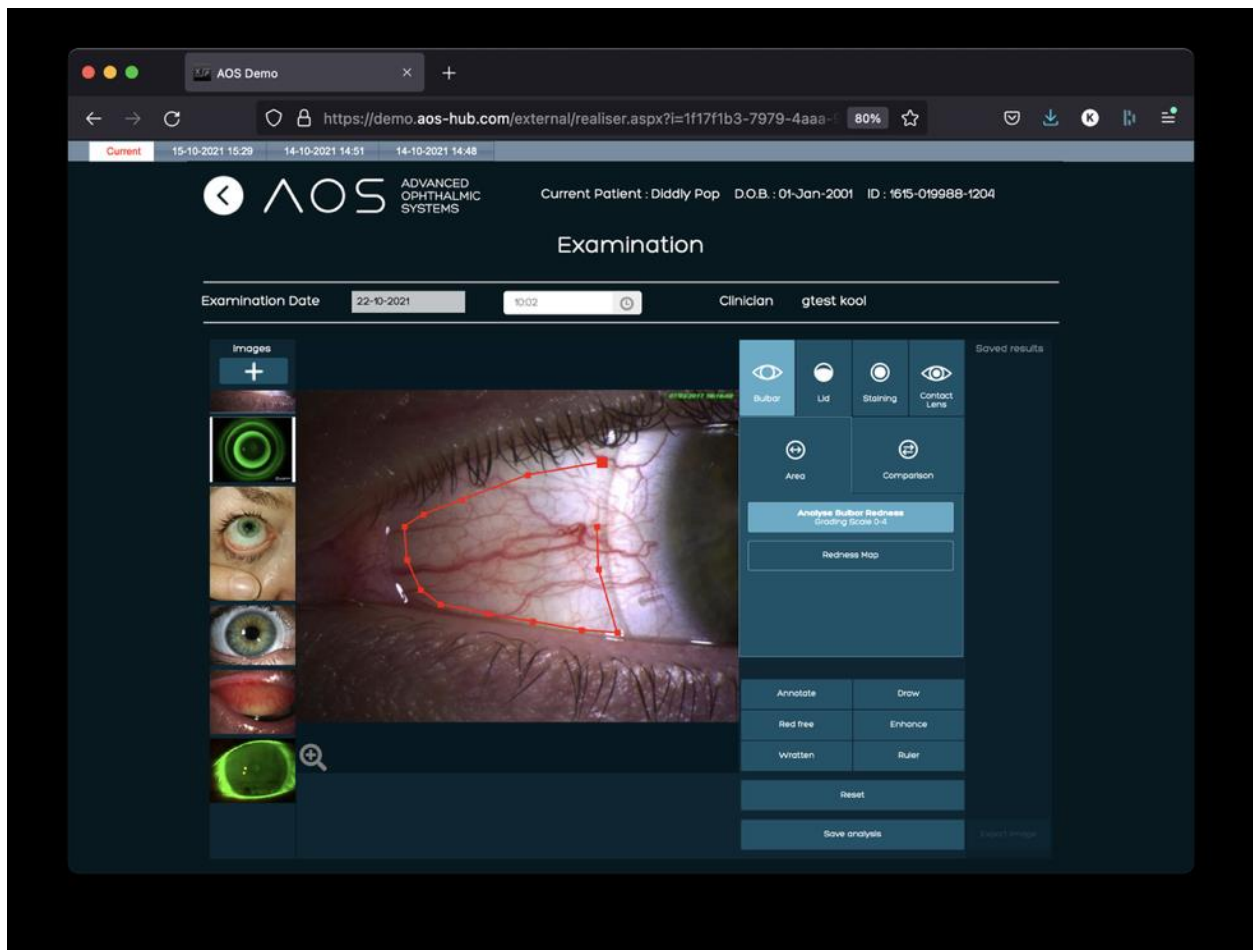 AOS Demo
https://demo.aos-hub.com/external/realiser.aspx?i=1f17f1b3-7979-4aaa-
80%
K
Current 15-10-2021 15:29 14-10-2021 14:51 14-10-2021 14:48
AOS ADVANCED
OPHTHALMIC
SYSTEMS
Current Patient : Diddly Pop D.O.B. : 01-Jan-2001 ID : 1615-019988-1204
Examination
Examination Date 22-10-2021 10:02 Clinician gtest kool
Images
+
Bulbar Lid Staining Contact
Lens
Area Comparison
Analyse Bulbar Redness
Grading Scale 0-4
Redness Map
Annotate Draw
Red free Enhance
Wratten Ruler
Reset
Save analysis
Saved results
Export image